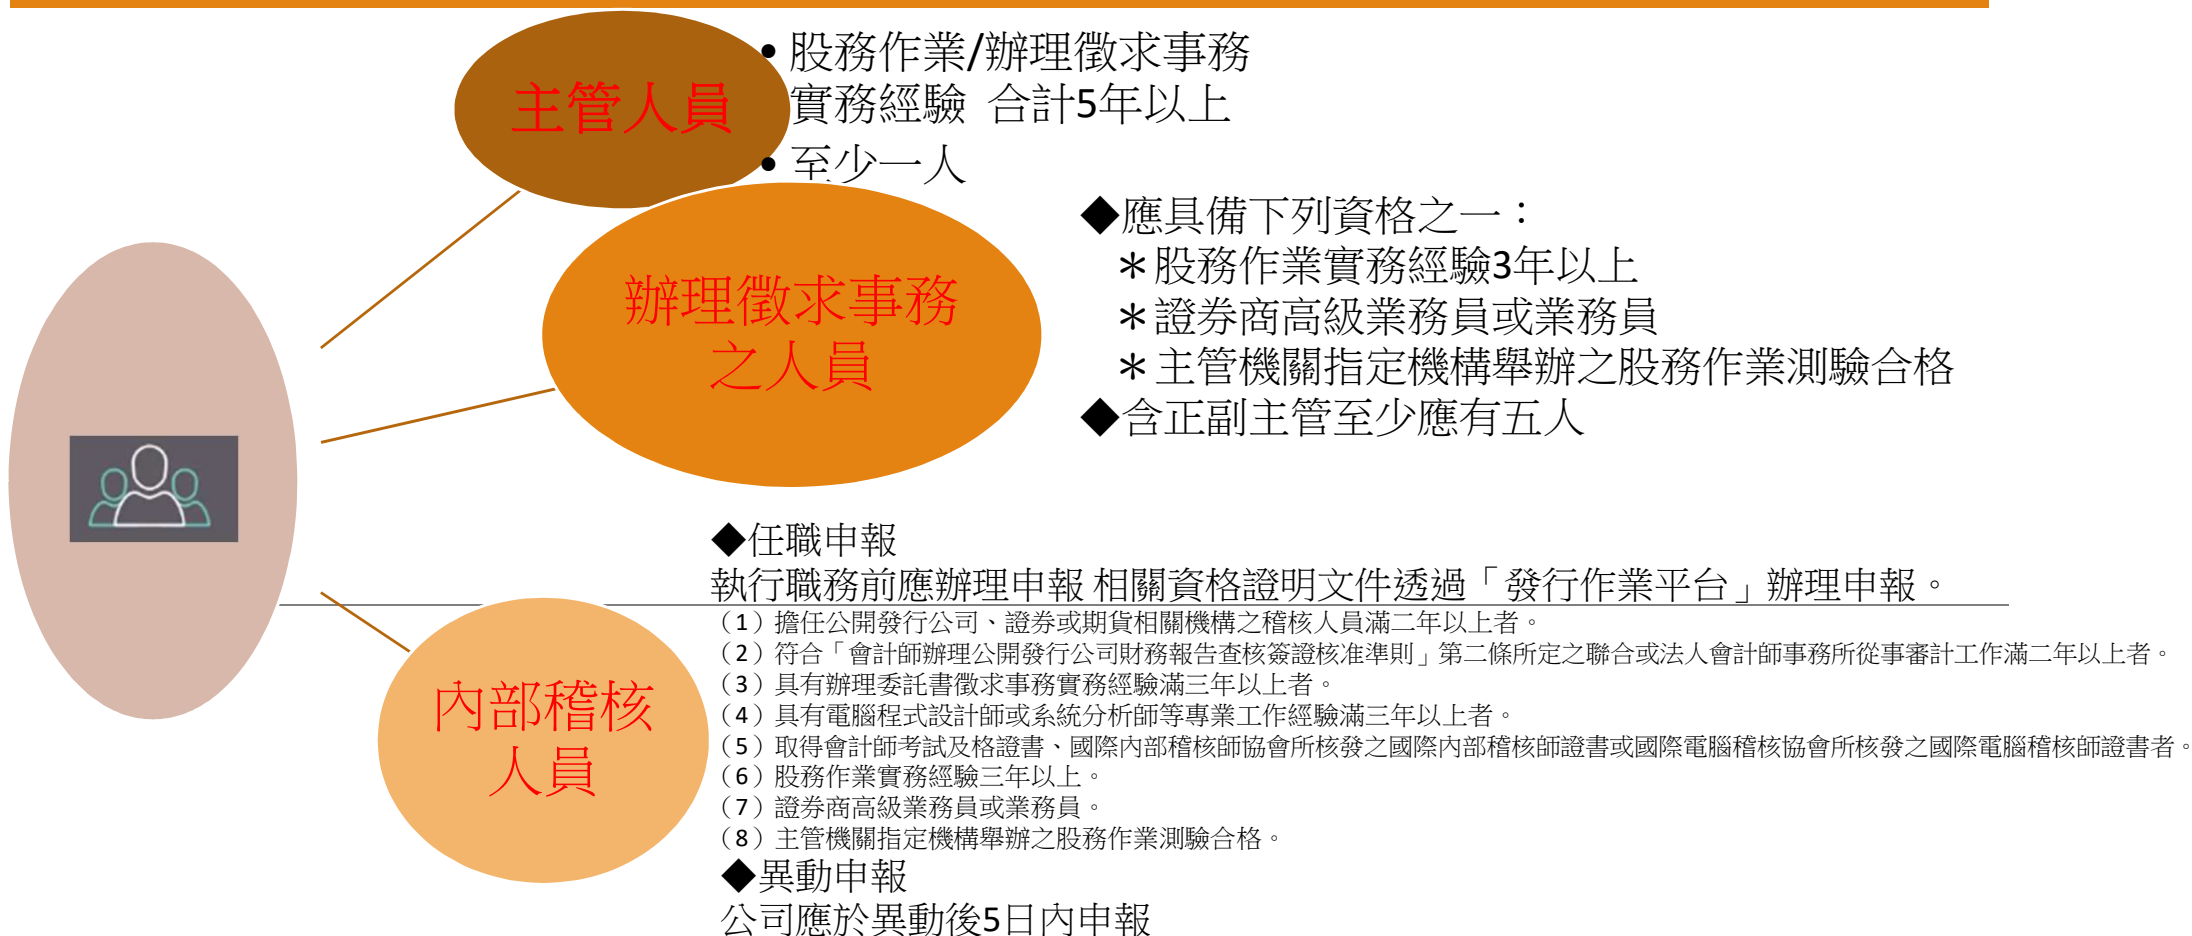 主管人員
• 股務作業/辦理徵求事務
實務經驗 合計5年以上
• 至少一人
辦理徵求事務
之人員
◆應具備下列資格之一：
＊股務作業實務經驗3年以上
＊證券商高級業務員或業務員
＊主管機關指定機構舉辦之股務作業測驗合格
◆含正副主管至少應有五人
內部稽核
人員
◆任職申報
執行職務前應辦理申報 相關資格證明文件透過「發行作業平台」辦理申報。
（1）擔任公開發行公司、證券或期貨相關機構之稽核人員滿二年以上者。
（2）符合「會計師辦理公開發行公司財務報告查核簽證核准準則」第二條所定之聯合或法人會計師事務所從事審計工作滿二年以上者。
（3）具有辦理委託書徵求事務實務經驗滿三年以上者。
（4）具有電腦程式設計師或系統分析師等專業工作經驗滿三年以上者。
（5）取得會計師考試及格證書、國際內部稽核師協會所核發之國際內部稽核師證書或國際電腦稽核協會所核發之國際電腦稽核師證書者。
（6）股務作業實務經驗三年以上。
（7）證券商高級業務員或業務員。
（8）主管機關指定機構舉辦之股務作業測驗合格。
◆異動申報
公司應於異動後5日內申報